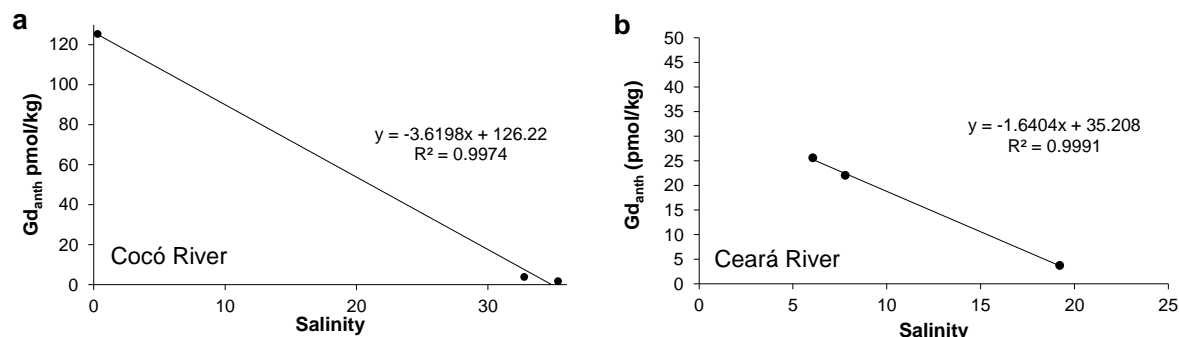 a
120
100
80
60
40
20
0
Gd_anth pmol/kg)
y = -3.6198x + 126.22
R² = 0.9974
Cocó River
0 10 20 30
Salinity
b
50
45
40
35
30
25
20
15
10
5
0
Gd_anth (pmol/kg)
y = -1.6404x + 35.208
R² = 0.9991
Ceará River
0 5 10 15 20 25
Salinity